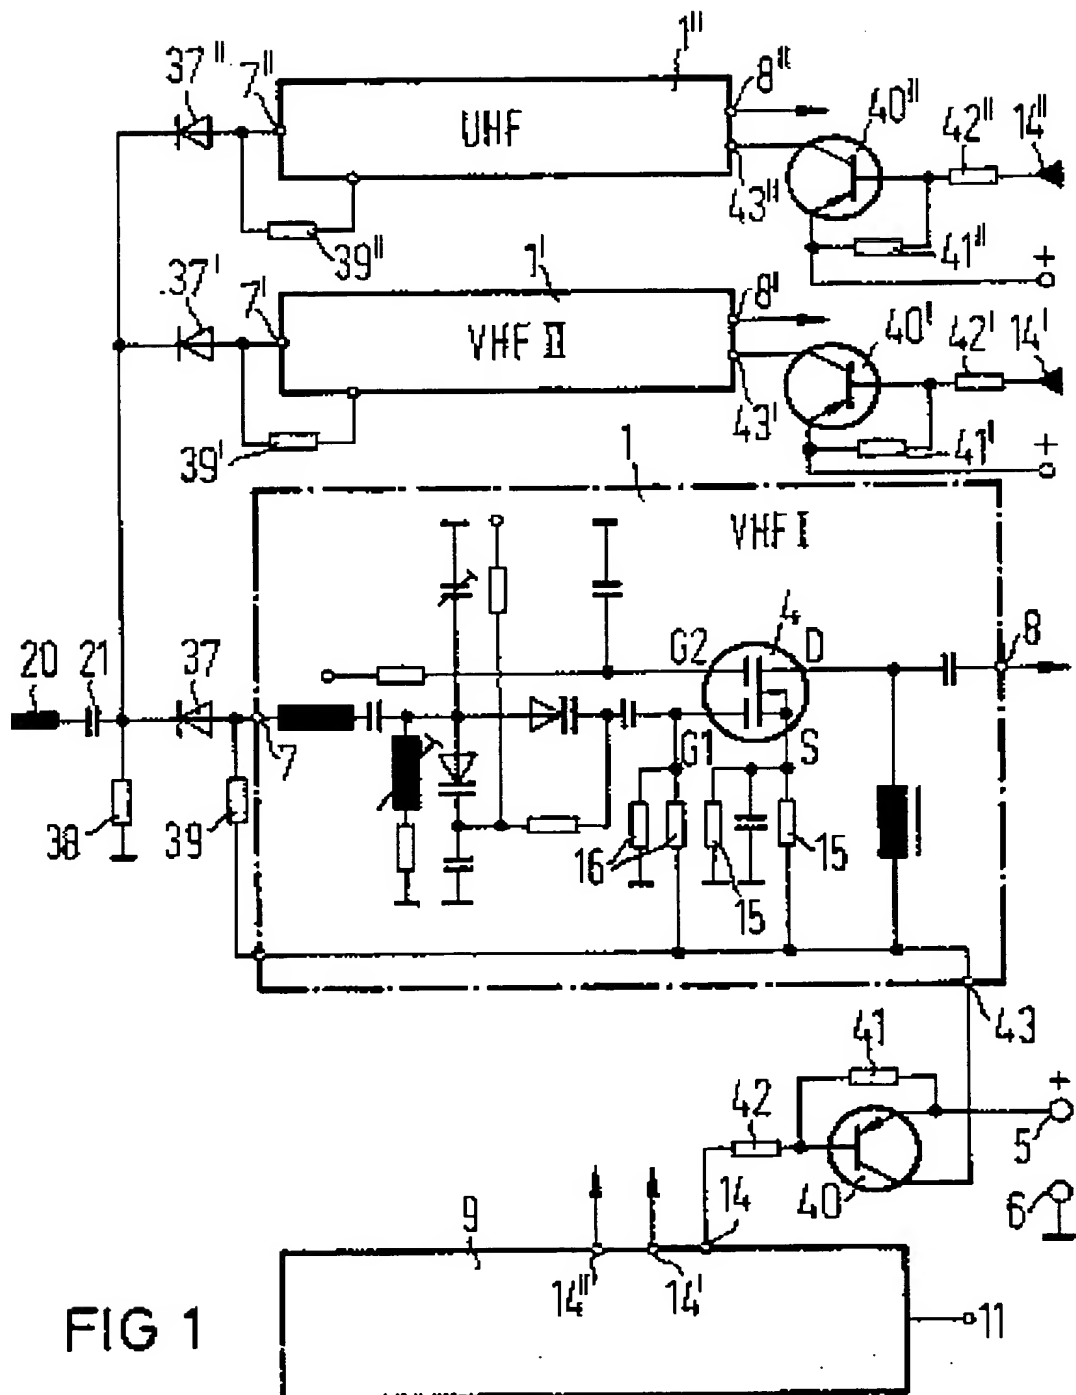 1"
37" 7" 8"
UHF 40" 42" 14"
43"
39" 41" +
1'
37' 7' 8'
VHF II 40' 42' 14'
43'
39' 41' +
1
VHF I
4
20 21 37 G2 D 8
7 G1 S
38 39 16 15
15
43
41
42 +
5
40
9 14 6
14" 14'
FIG 1 11